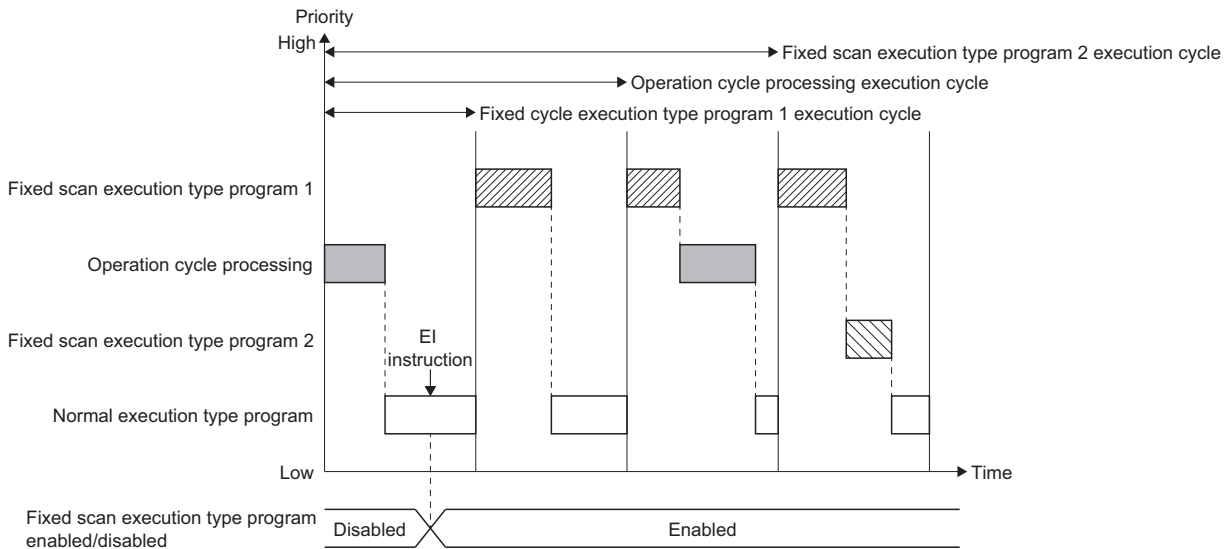 Priority
High
Fixed scan execution type program 2 execution cycle
Operation cycle processing execution cycle
Fixed cycle execution type program 1 execution cycle
Fixed scan execution type program 1
Operation cycle processing
Fixed scan execution type program 2
EI
instruction
Normal execution type program
Low
Time
Fixed scan execution type program
enabled/disabled
Disabled
Enabled